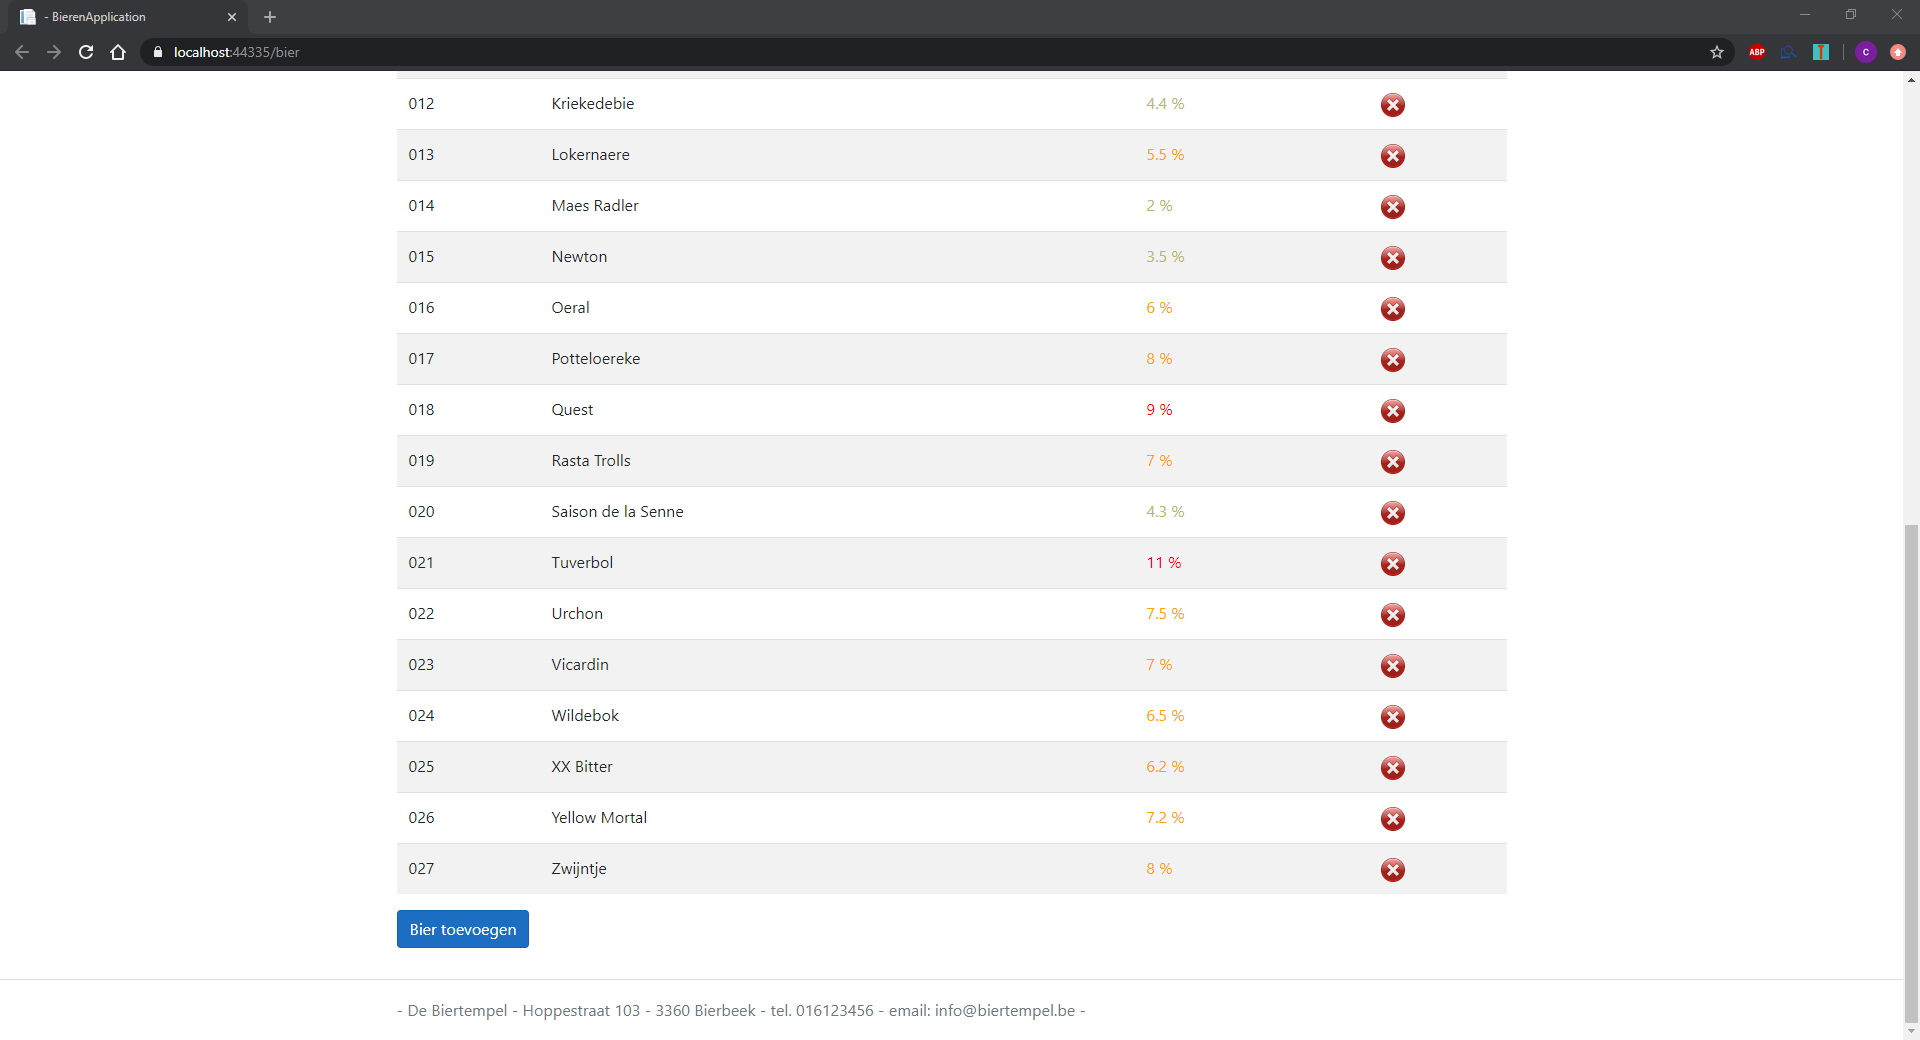 - BierenApplication
localhost:44335/bier
ABP
C
012 Kriekedebie 4.4 %
013 Lokernaere 5.5 %
014 Maes Radler 2 %
015 Newton 3.5 %
016 Oeral 6 %
017 Potteloereke 8 %
018 Quest 9 %
019 Rasta Trolls 7 %
020 Saison de la Senne 4.3 %
021 Tuverbol 11 %
022 Urchon 7.5 %
023 Vicardin 7 %
024 Wildebok 6.5 %
025 XX Bitter 6.2 %
026 Yellow Mortal 7.2 %
027 Zwijntje 8 %
Bier toevoegen
- De Biertempel - Hoppestraat 103 - 3360 Bierbeek - tel. 016123456 - email: info@biertempel.be -